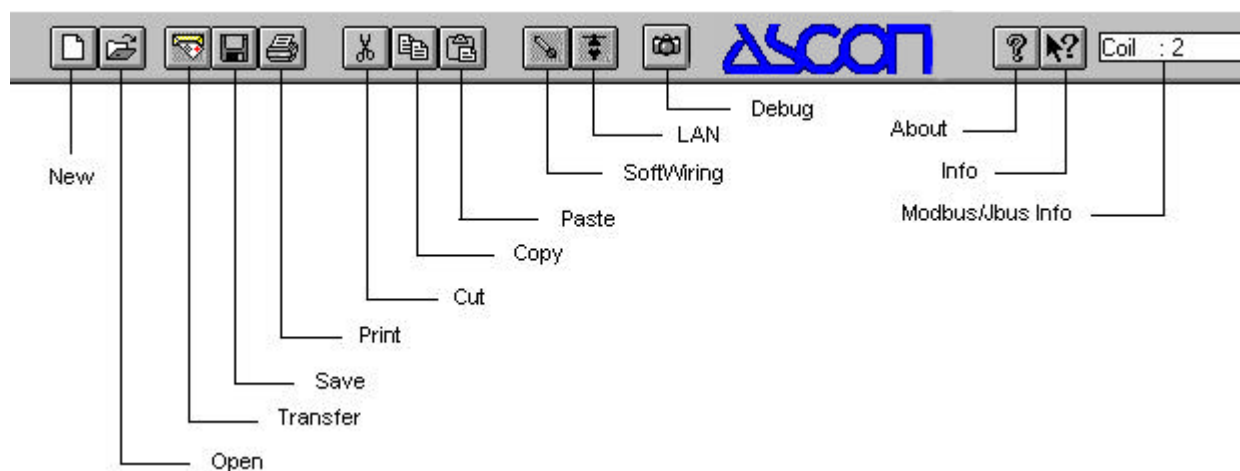 ASCON
Coil : 2
Debug
About
LAN
New
SoftWiring
Info
Modbus/Jbus Info
Paste
Copy
Cut
Print
Save
Transfer
Open